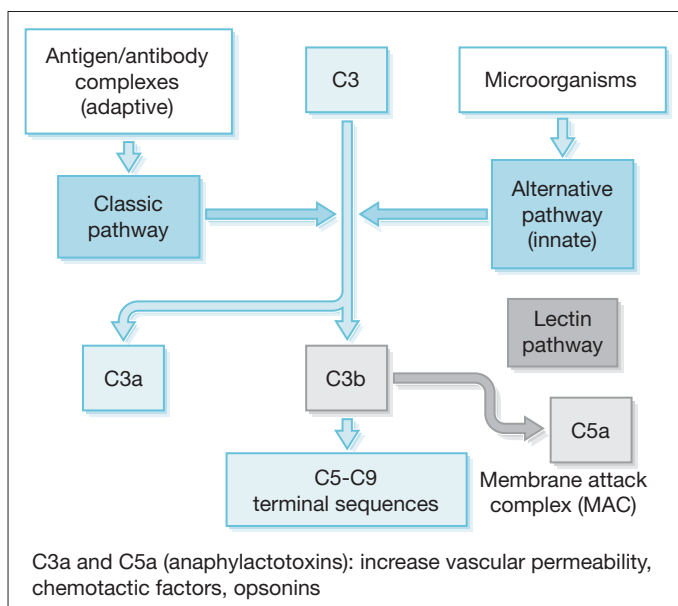 Antigen/antibody
complexes
(adaptive)
C3
Microorganisms
Classic
pathway
Alternative
pathway
(innate)
Lectin
pathway
C3a
C3b
C5a
C5-C9
terminal sequences
Membrane attack
complex (MAC)
C3a and C5a (anaphylactotoxins): increase vascular permeability,
chemotactic factors, opsonins